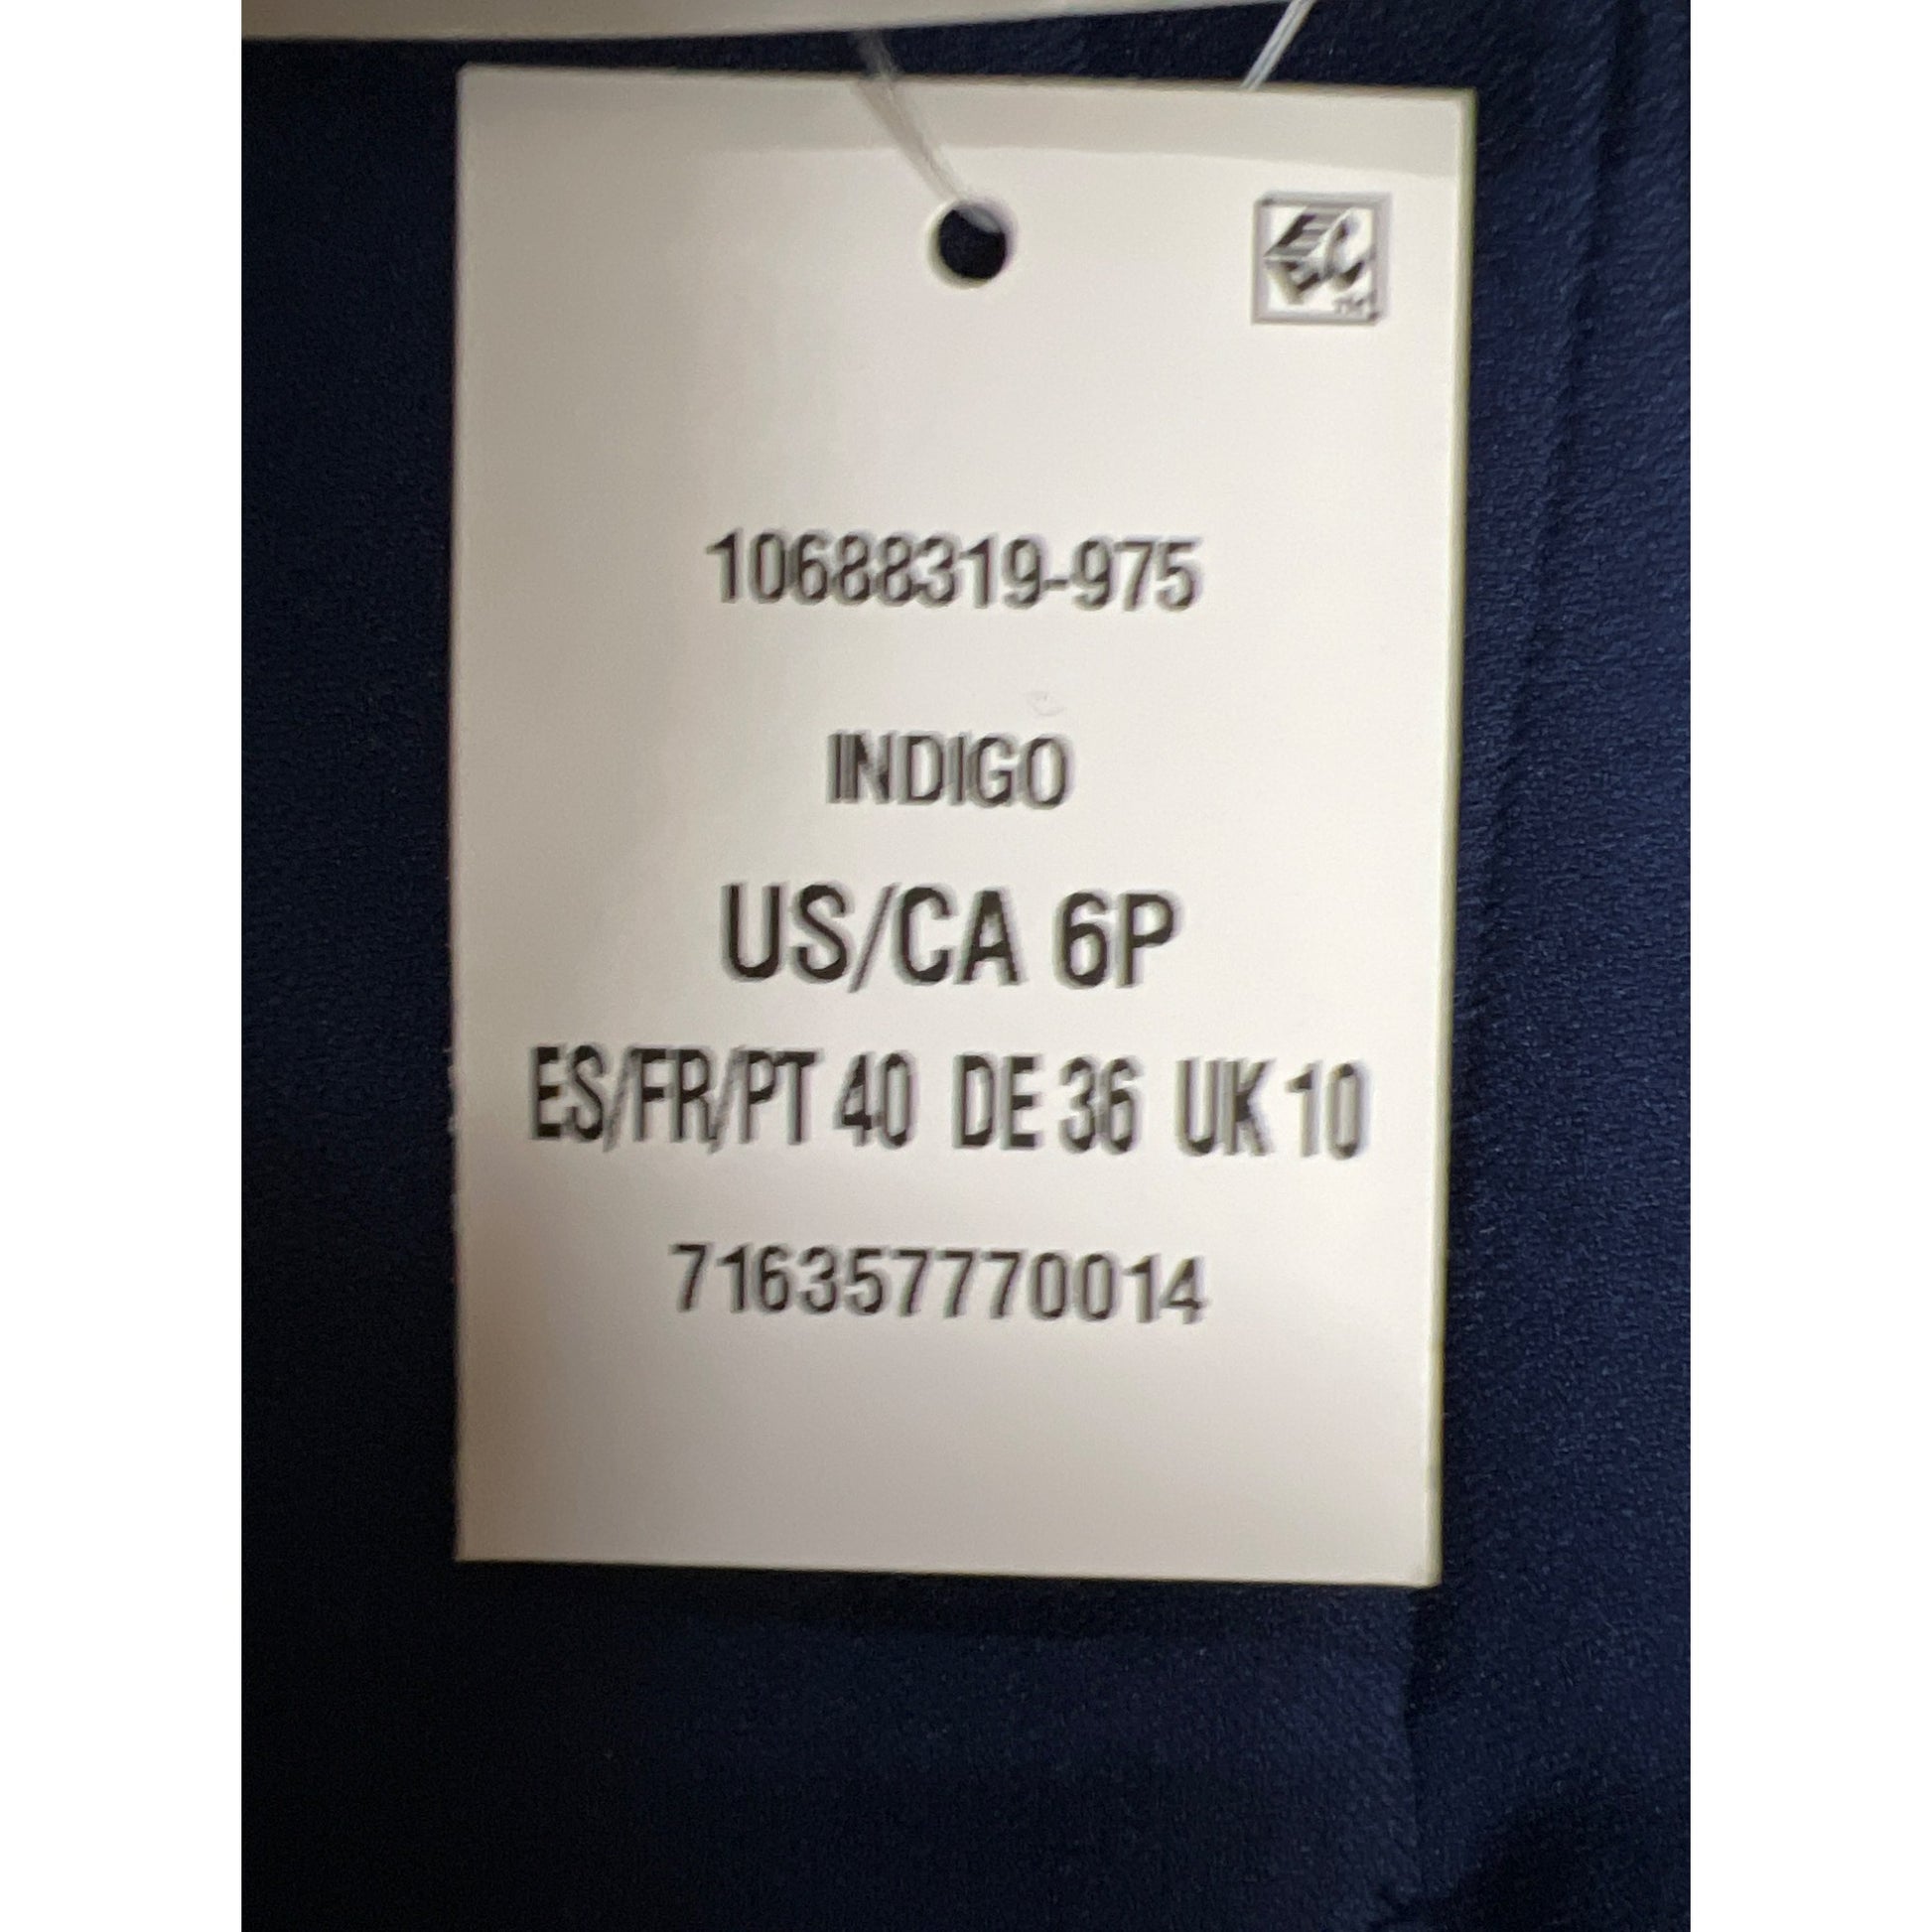 10688319-975
INDIGO
US/CA 6P
ES/FR/PT 40 DE 36 UK 10
716357770014